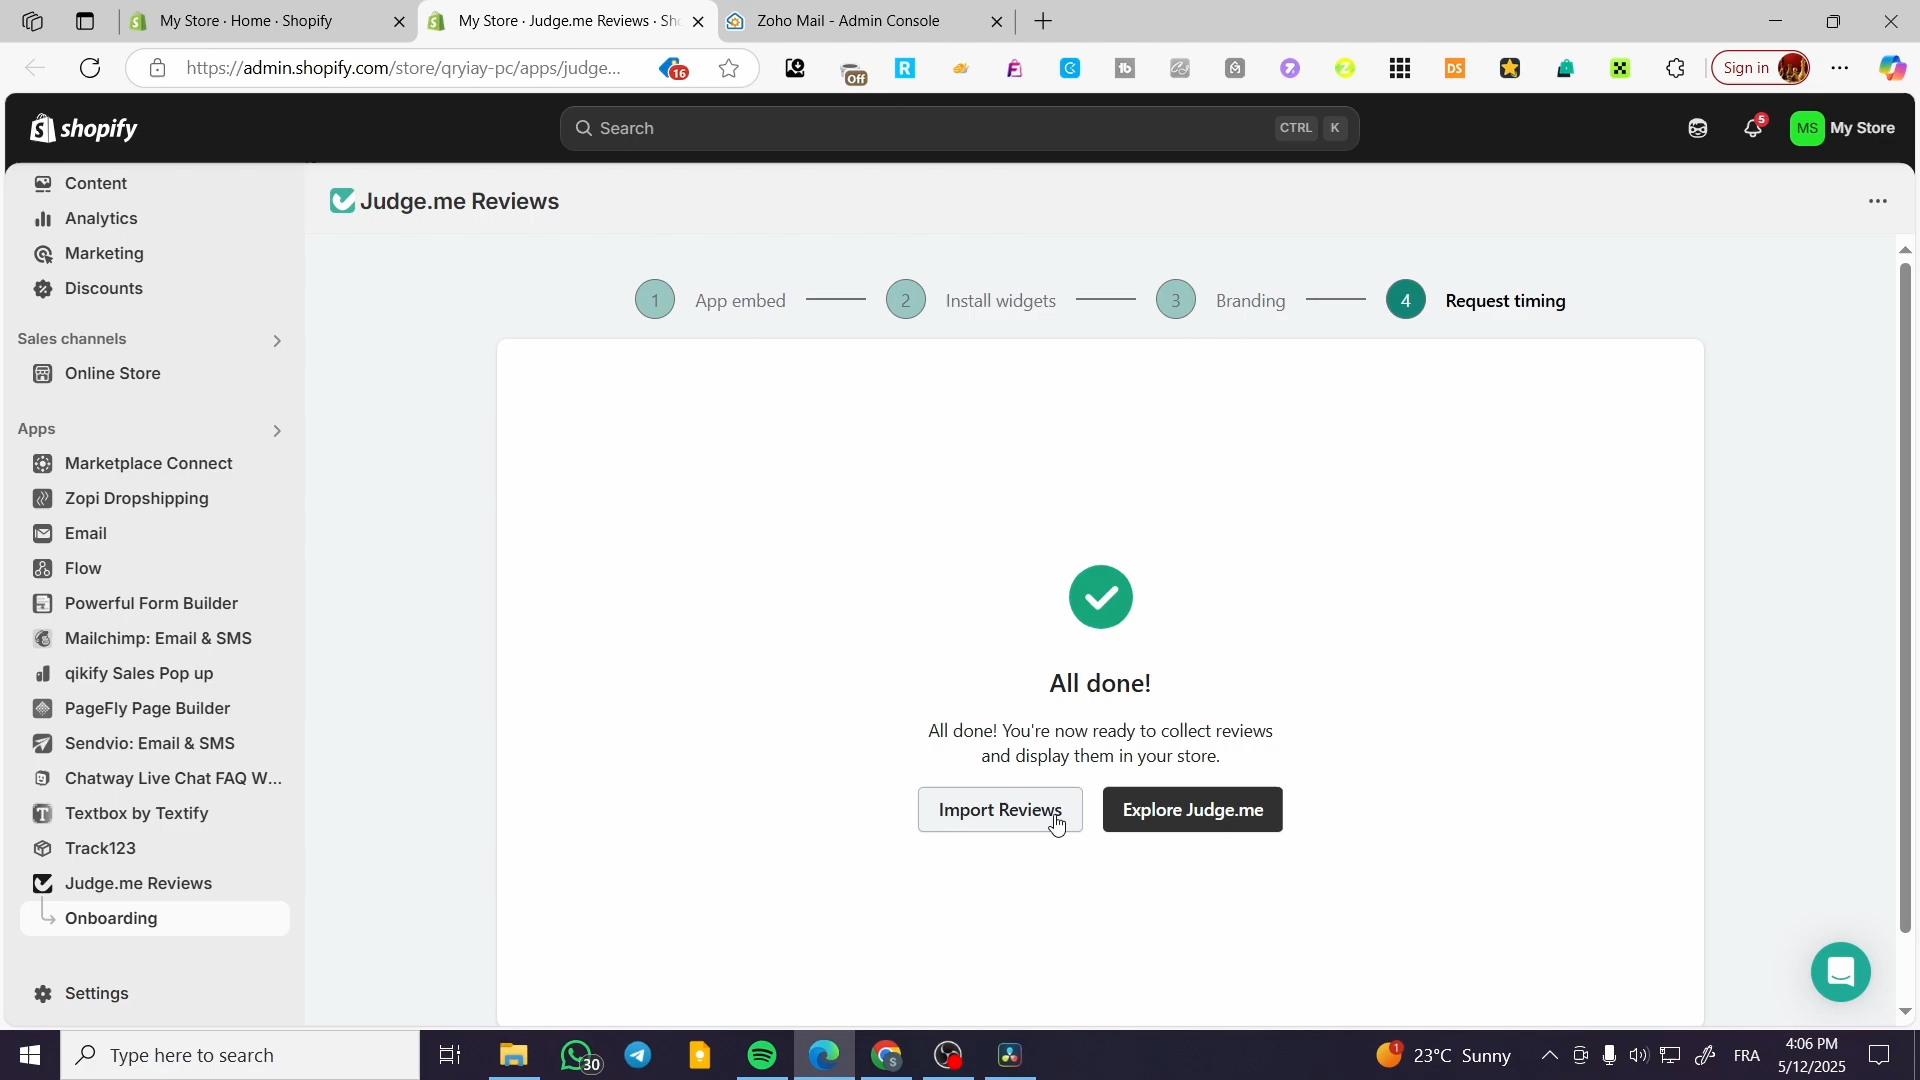 My Store · Home · Shopify
My Store · Judge.me Reviews · Sho
Zoho Mail - Admin Console
https://admin.shopify.com/store/qryiay-pc/apps/judge...
16
Off
R
1b
DS
Sign in
shopify
Search
CTRL K
5
MS My Store
Content
Analytics
Marketing
Discounts
Sales channels
Online Store
Apps
Marketplace Connect
Zopi Dropshipping
Email
Flow
Powerful Form Builder
Mailchimp: Email & SMS
qikify Sales Pop up
PageFly Page Builder
Sendvio: Email & SMS
Chatway Live Chat FAQ W...
Textbox by Textify
Track123
Judge.me Reviews
Onboarding
Settings
Judge.me Reviews
1 App embed 2 Install widgets 3 Branding 4 Request timing
All done!
All done! You're now ready to collect reviews
and display them in your store.
Import Reviews Explore Judge.me
Type here to search
30
1
23°C Sunny
FRA
4:06 PM
5/12/2025